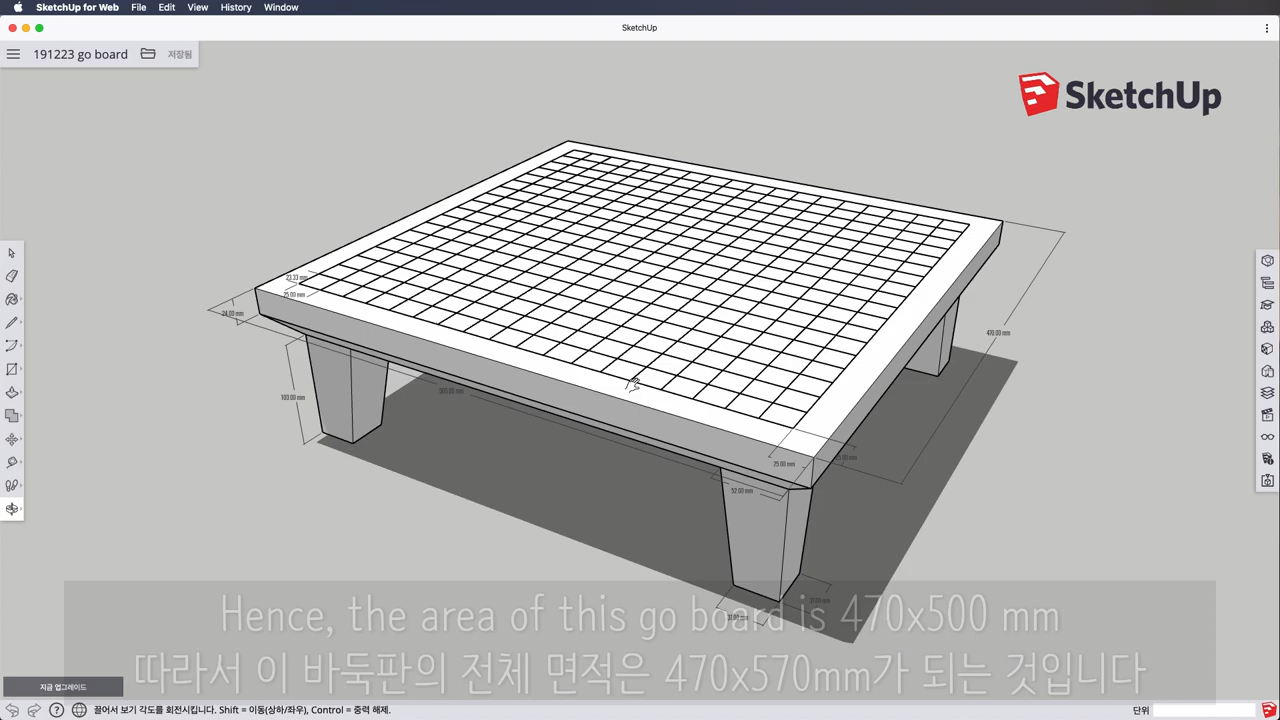 SketchUp for Web File Edit View History Window
SketchUp
191223 go board 저장됨
SketchUp
23.33 mm
25.00 mm
24.00 mm
470.00 mm
100.00 mm
25.00 mm
52.00 mm
Hence, the area of this go board is 470x500 mm
따라서 이 바둑판의 전체 면적은 470x570mm가 되는 것입니다
지금 업그레이드
끌어서 보기 각도를 회전시킵니다. Shift = 이동(상하/좌우), Control = 중력 해제.
단위